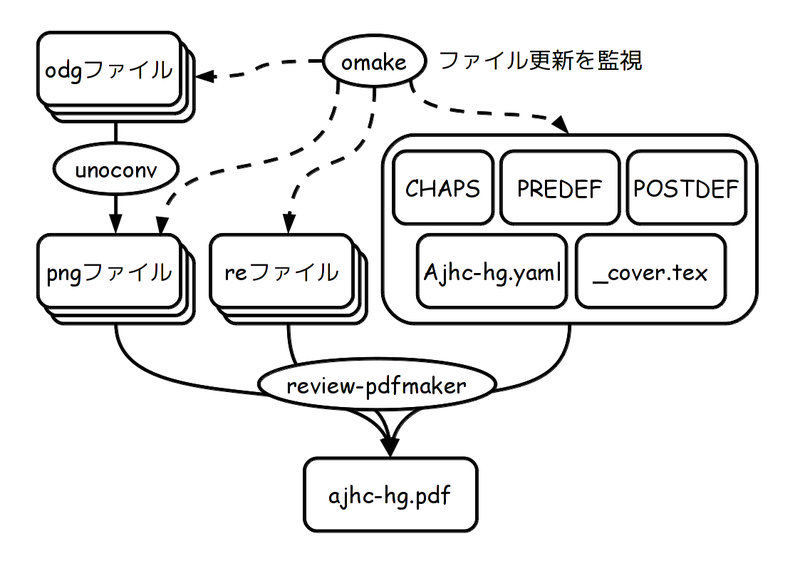 odgファイル
omake
ファイル更新を監視
unoconv
CHAPS
PREDEF
POSTDEF
pngファイル
reファイル
Ajhc-hg.yaml
_cover.tex
review-pdfmaker
ajhc-hg.pdf